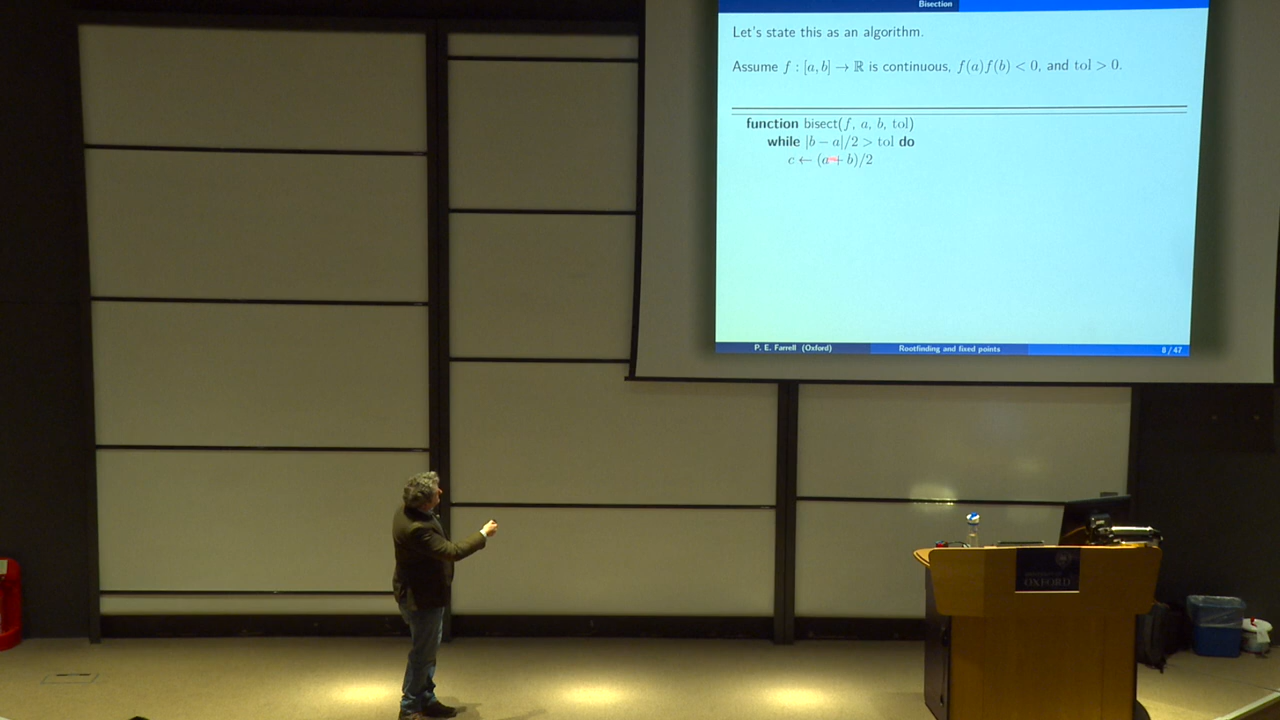 Bisection
Let's state this as an algorithm.
Assume f : [a, b] → ℝ is continuous, f(a)f(b) < 0, and tol > 0.
function bisect(f, a, b, tol)
while |b − a|/2 > tol do
c ← (a + b)/2
P. E. Farrell (Oxford) Rootfinding and fixed points 8 / 47
OXFORD